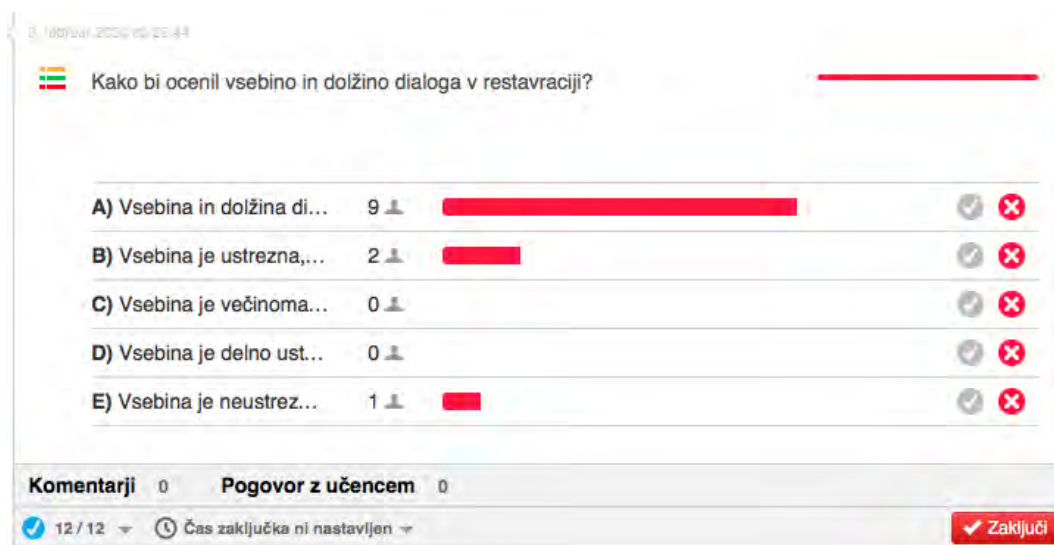 Kako bi ocenil vsebino in dolžino dialoga v restavraciji?
A) Vsebina in dolžina di... 9
B) Vsebina je ustrezna,... 2
C) Vsebina je večinoma... 0
D) Vsebina je delno ust... 0
E) Vsebina je neustrez... 1
Komentarji 0 Pogovor z učencem 0
12 / 12 Čas zaključka ni nastavljen Zaključi